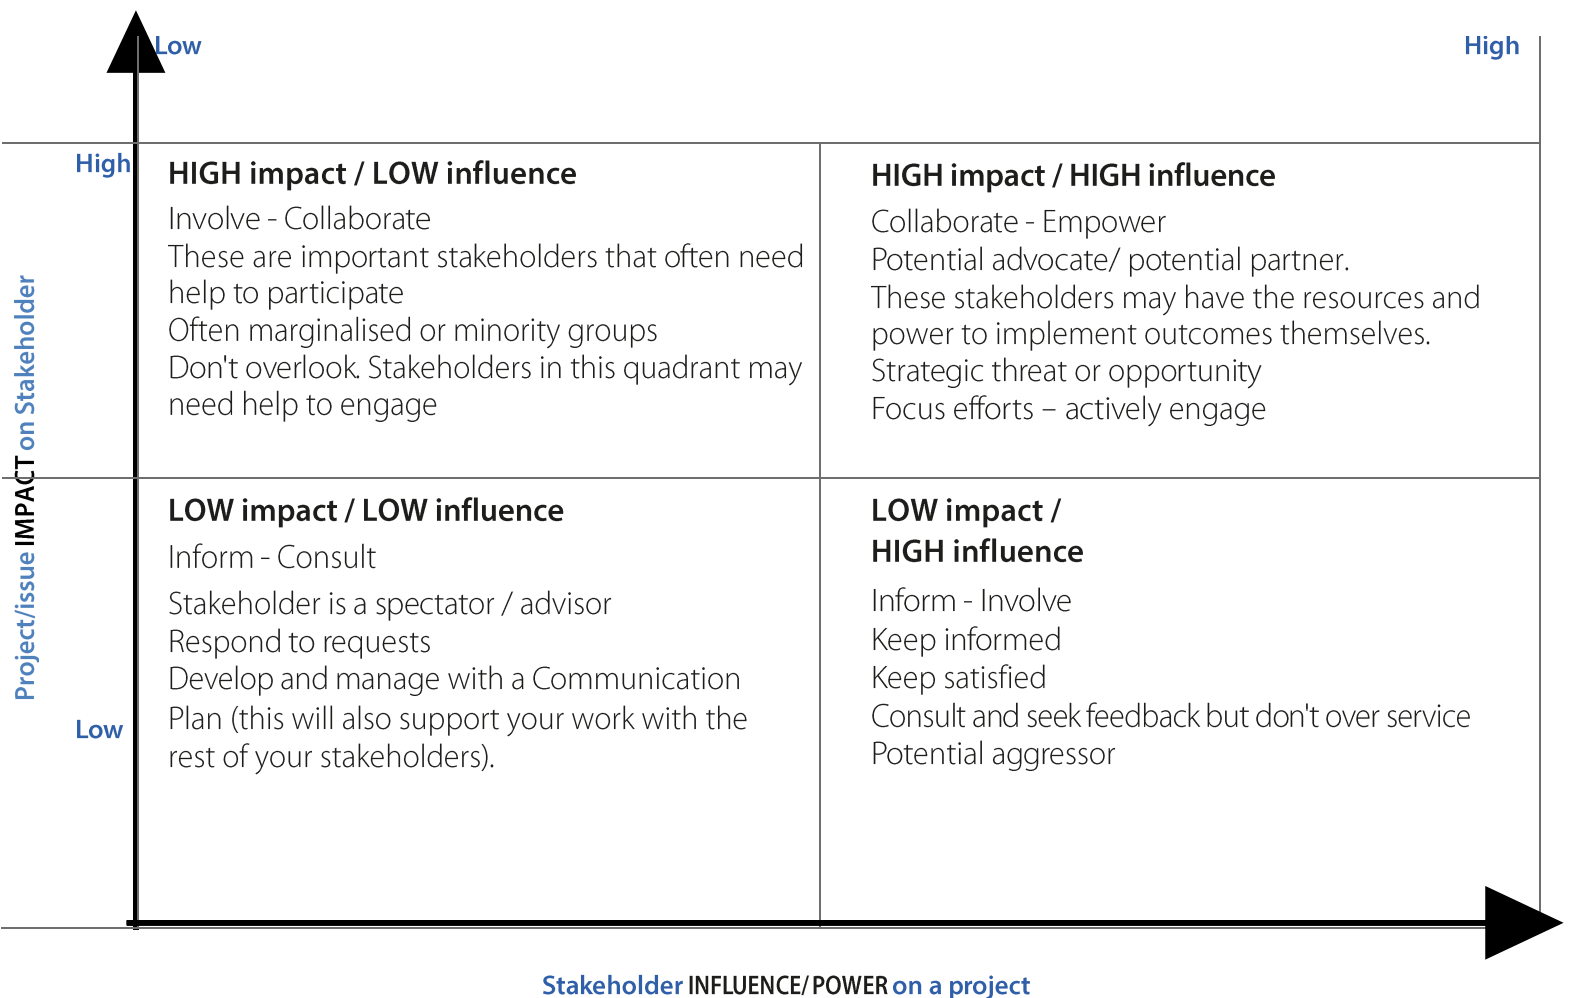 Low
High
High
HIGH impact / LOW influence
Involve - Collaborate
These are important stakeholders that often need
help to participate
Often marginalised or minority groups
Don't overlook. Stakeholders in this quadrant may
need help to engage
HIGH impact / HIGH influence
Collaborate - Empower
Potential advocate/ potential partner.
These stakeholders may have the resources and
power to implement outcomes themselves.
Strategic threat or opportunity
Focus efforts – actively engage
Project/issue IMPACT on Stakeholder
Low
LOW impact / LOW influence
Inform - Consult
Stakeholder is a spectator / advisor
Respond to requests
Develop and manage with a Communication
Plan (this will also support your work with the
rest of your stakeholders).
LOW impact /
HIGH influence
Inform - Involve
Keep informed
Keep satisfied
Consult and seek feedback but don't over service
Potential aggressor
Stakeholder INFLUENCE/ POWER on a project